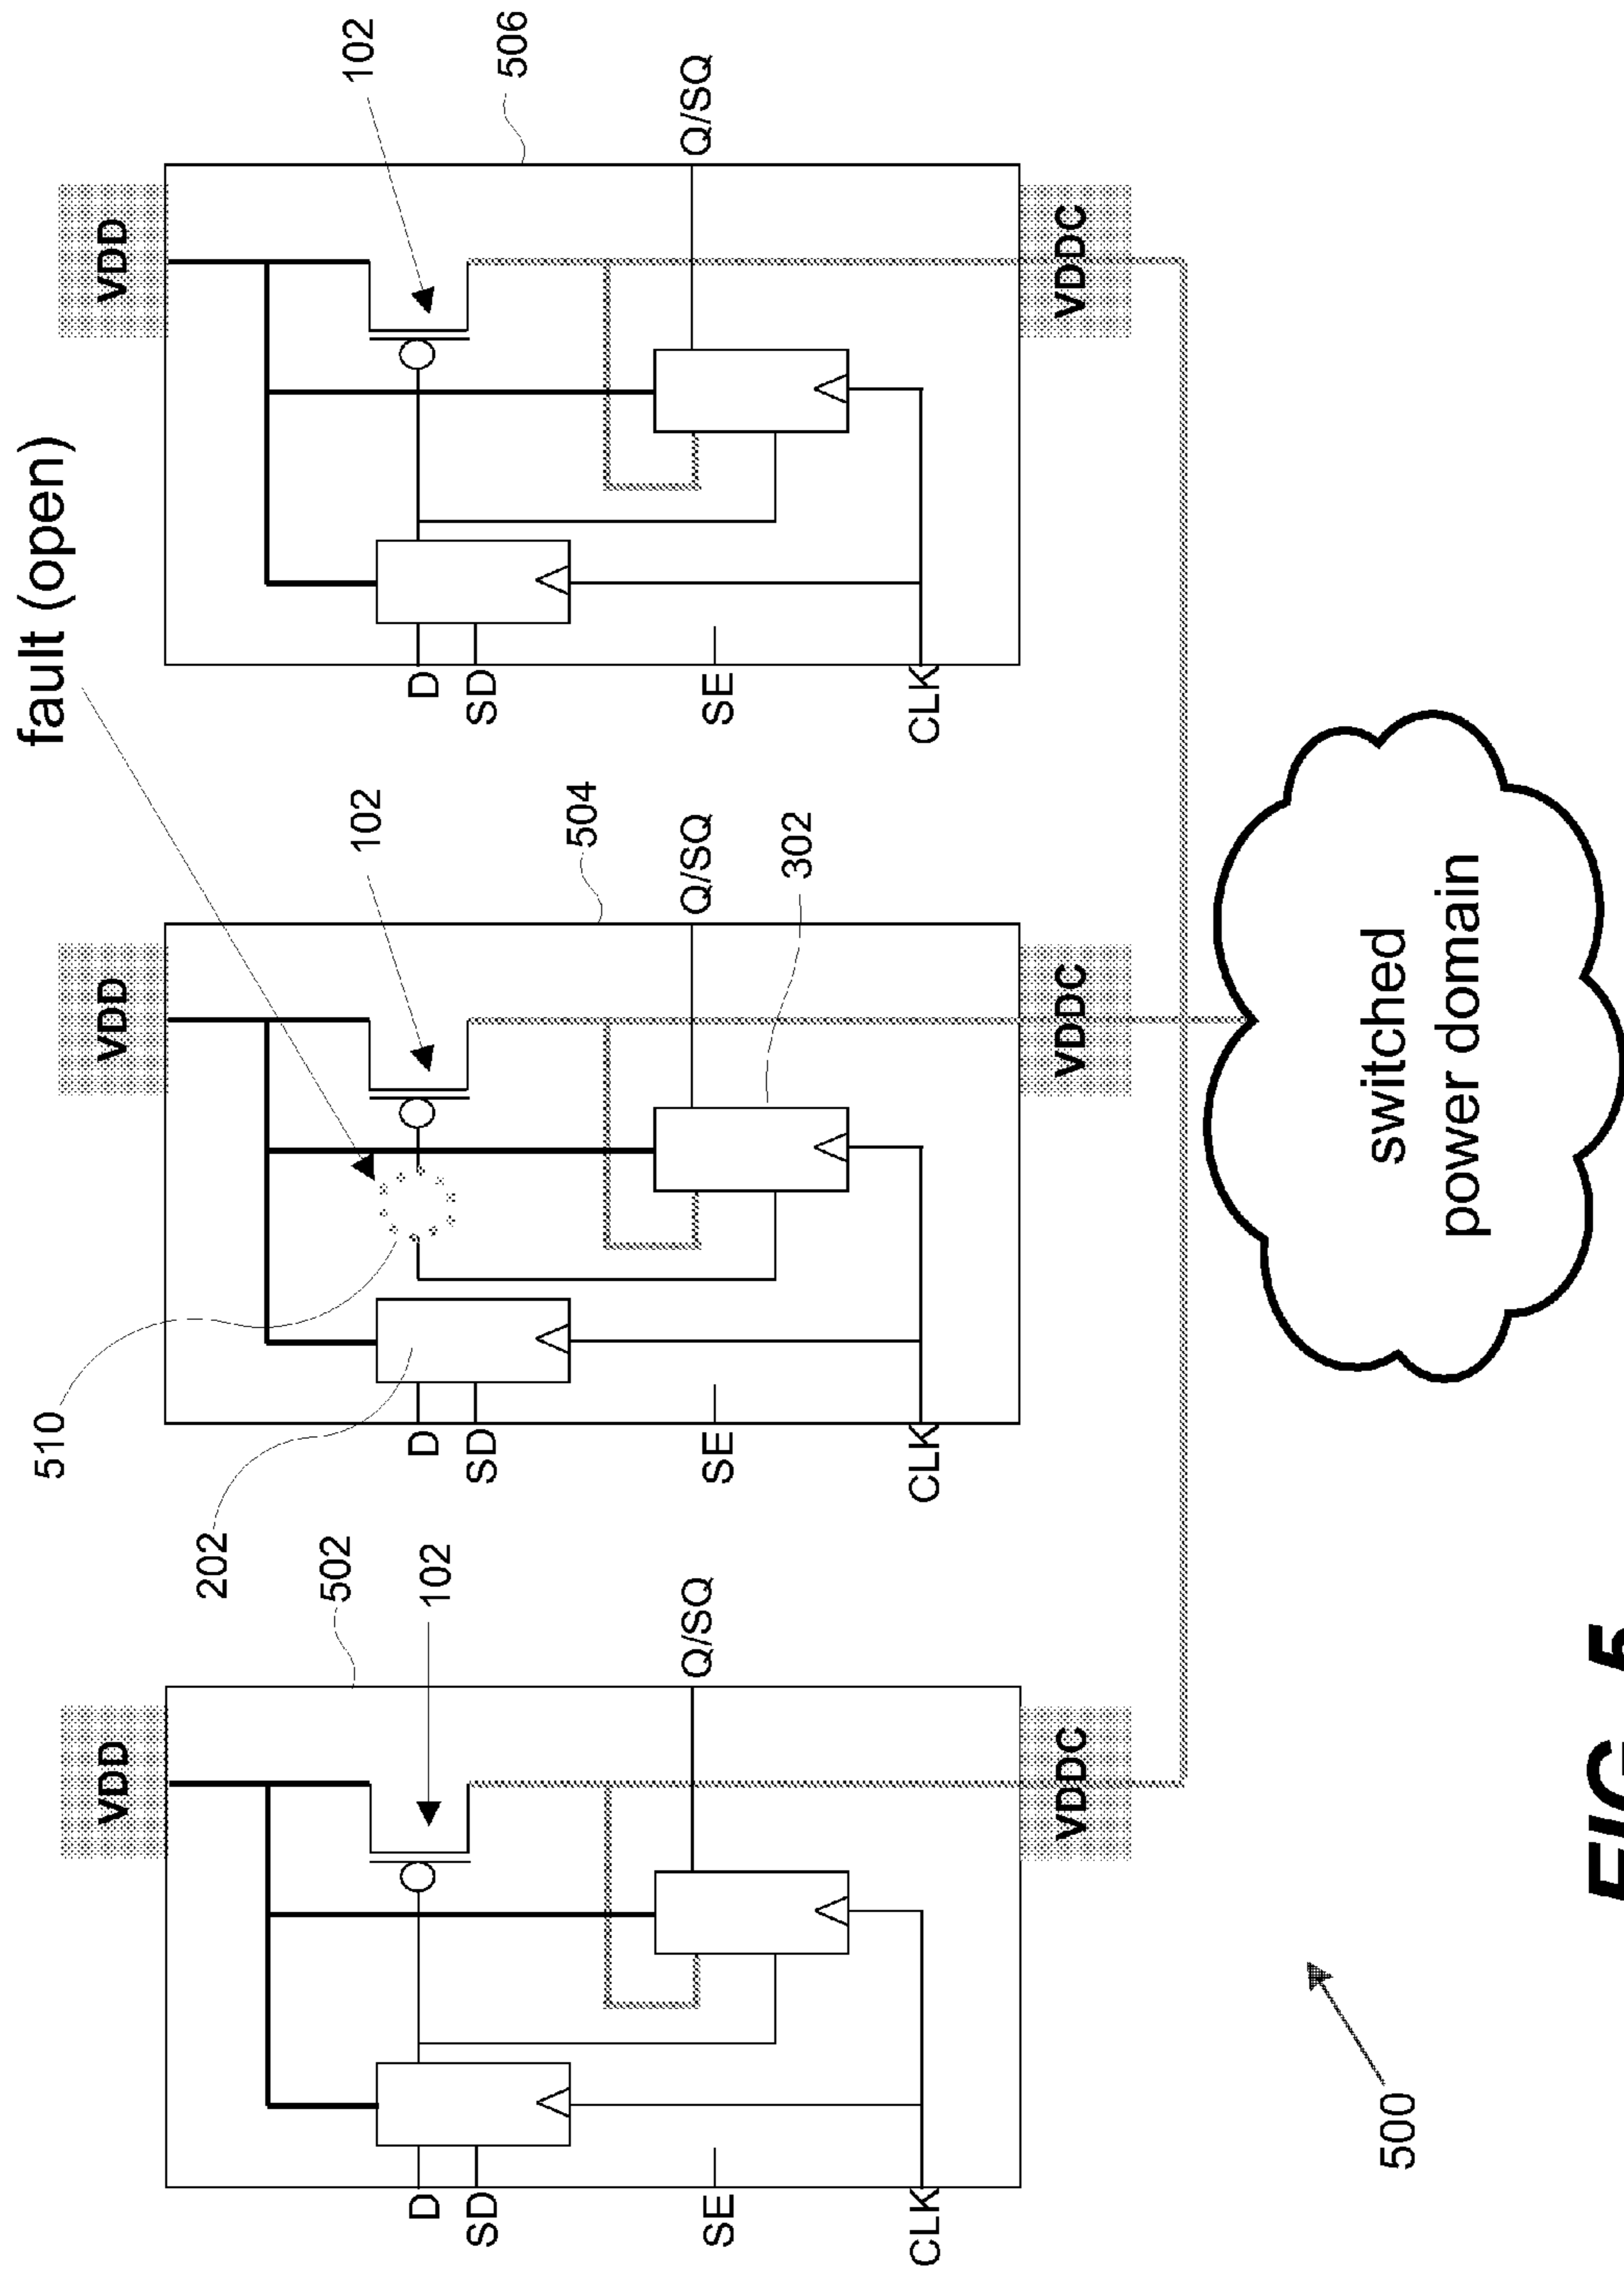 510
fault (open)
VDD
VDD
VDD
202
502
102
102
102
506
504
D
D
D
SD
SD
SD
Q/SQ
Q/SQ
Q/SQ
SE
SE
SE
302
CLK
CLK
CLK
VDDC
VDDC
VDDC
switched
power domain
500
FIG. 5